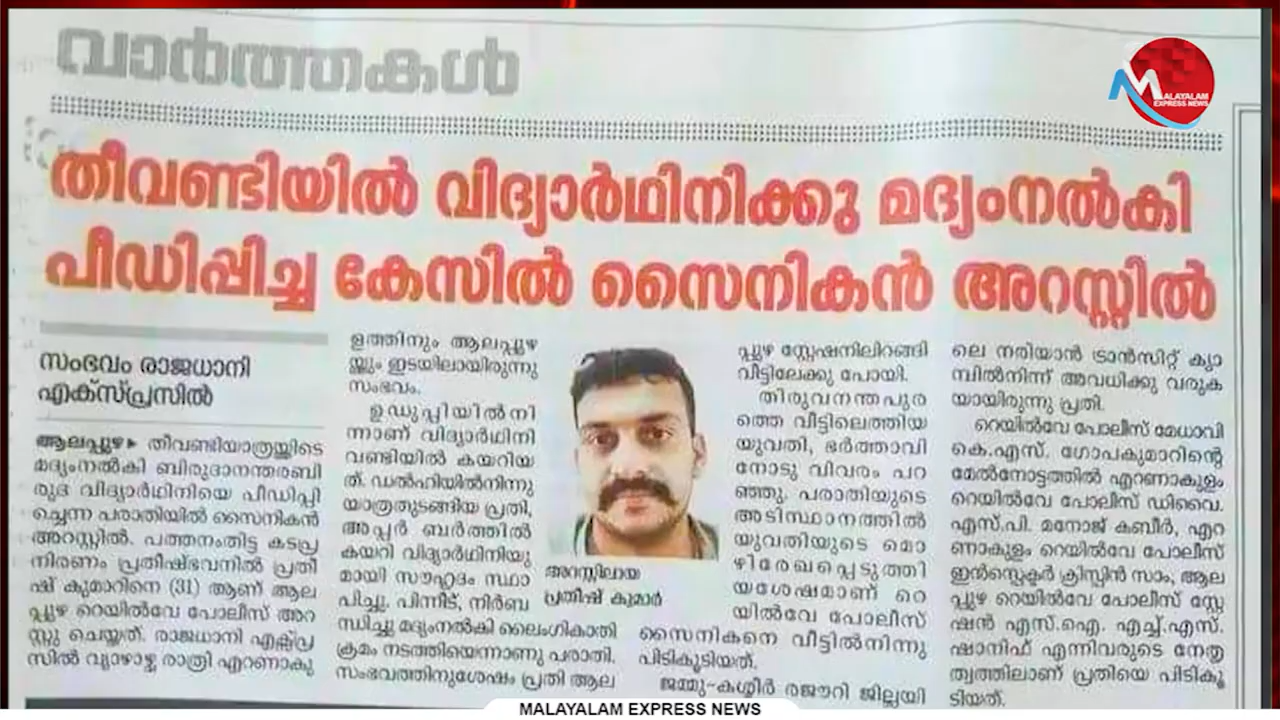 വാർത്തകൾ
MALAYALAM
EXPRESS NEWS
തീവണ്ടിയിൽ വിദ്യാർഥിനിക്കു മദ്യംനൽകി
പീഡിപ്പിച്ച കേസിൽ സൈനികൻ അറസ്റ്റിൽ
സംഭവം രാജധാനി
എക്സ്പ്രസിൽ
ആലപ്പുഴ ▸ തീവണ്ടിയാത്രയ്ക്കിടെ
മദ്യംനൽകി ബിരുദാനന്തരബി
രുദ വിദ്യാർഥിനിയെ പീഡിപ്പി
ച്ചെന്ന പരാതിയിൽ സൈനികൻ
അറസ്റ്റിൽ. പത്തനംതിട്ട കടപ്ര
നിരണം പ്രതീഷ്ഭവനിൽ പ്രതീ
ഷ് കുമാറിനെ (31) ആണ് ആല
പ്പുഴ റെയിൽവേ പോലീസ് അറ
സ്റ്റു ചെയ്തത്. രാജധാനി എക്സ്പ്ര
സിൽ വ്യാഴാഴ്ച രാത്രി എറണാകു
ളത്തിനും ആലപ്പുഴ
യ്ക്കും ഇടയിലായിരുന്നു
സംഭവം.
ഉഡുപ്പിയിൽനി
ന്നാണ് വിദ്യാർഥിനി
വണ്ടിയിൽ കയറിയ
ത്. ഡൽഹിയിൽനിന്നു
യാത്രതുടങ്ങിയ പ്രതി,
അപ്പർ ബർത്തിൽ
കയറി വിദ്യാർഥിനിയു
മായി സൗഹൃദം സ്ഥാ
പിച്ചു. പിന്നീട്, നിർബ
ന്ധിച്ചു മദ്യംനൽകി ലൈംഗികാതി
ക്രമം നടത്തിയെന്നാണു പരാതി.
സംഭവത്തിനുശേഷം പ്രതി ആല
അറസ്റ്റിലായ
പ്രതീഷ് കുമാർ
പ്പുഴ സ്റ്റേഷനിലിറങ്ങി
വീട്ടിലേക്കു പോയി.
തിരുവനന്തപുര
ത്തെ വീട്ടിലെത്തിയ
യുവതി, ഭർത്താവി
നോടു വിവരം പറ
ഞ്ഞു. പരാതിയുടെ
അടിസ്ഥാനത്തിൽ
യുവതിയുടെ മൊ
ഴിരേഖപ്പെടുത്തി
യശേഷമാണ് റെ
യിൽവേ പോലീസ്
സൈനികനെ വീട്ടിൽനിന്നു
പിടികൂടിയത്.
ജമ്മു-കശ്മീർ രജൗറി ജില്ലയി
ലെ നരിയാൻ ട്രാൻസിറ്റ് ക്യാ
മ്പിൽനിന്ന് അവധിക്കു വരുക
യായിരുന്നു പ്രതി.
റെയിൽവേ പോലീസ് മേധാവി
കെ.എസ്. ഗോപകുമാറിന്റെ
മേൽനോട്ടത്തിൽ എറണാകുളം
റെയിൽവേ പോലീസ് ഡിവൈ.
എസ്.പി. മനോജ് കബീർ, എറ
ണാകുളം റെയിൽവേ പോലീസ്
ഇൻസ്പെക്ടർ ക്രിസ്പിൻ സാം, ആല
പ്പുഴ റെയിൽവേ പോലീസ് സ്റ്റേ
ഷൻ എസ്.ഐ. എച്ച്.എസ്.
ഷാനിഫ് എന്നിവരുടെ നേതൃ
ത്വത്തിലാണ് പ്രതിയെ പിടികൂ
ടിയത്.
MALAYALAM EXPRESS NEWS